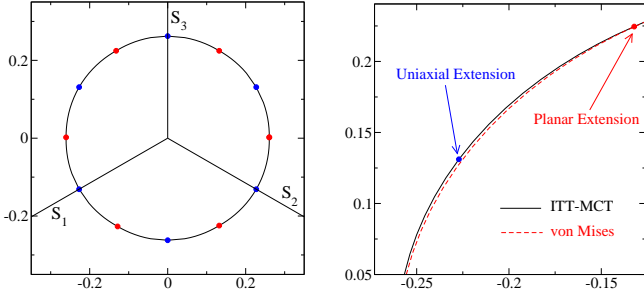 S3
0.2
0
-0.2
S1
S2
-0.2
0
0.2
0.2
0.15
0.1
0.05
-0.25
-0.2
-0.15
Uniaxial Extension
Planar Extension
ITT-MCT
von Mises